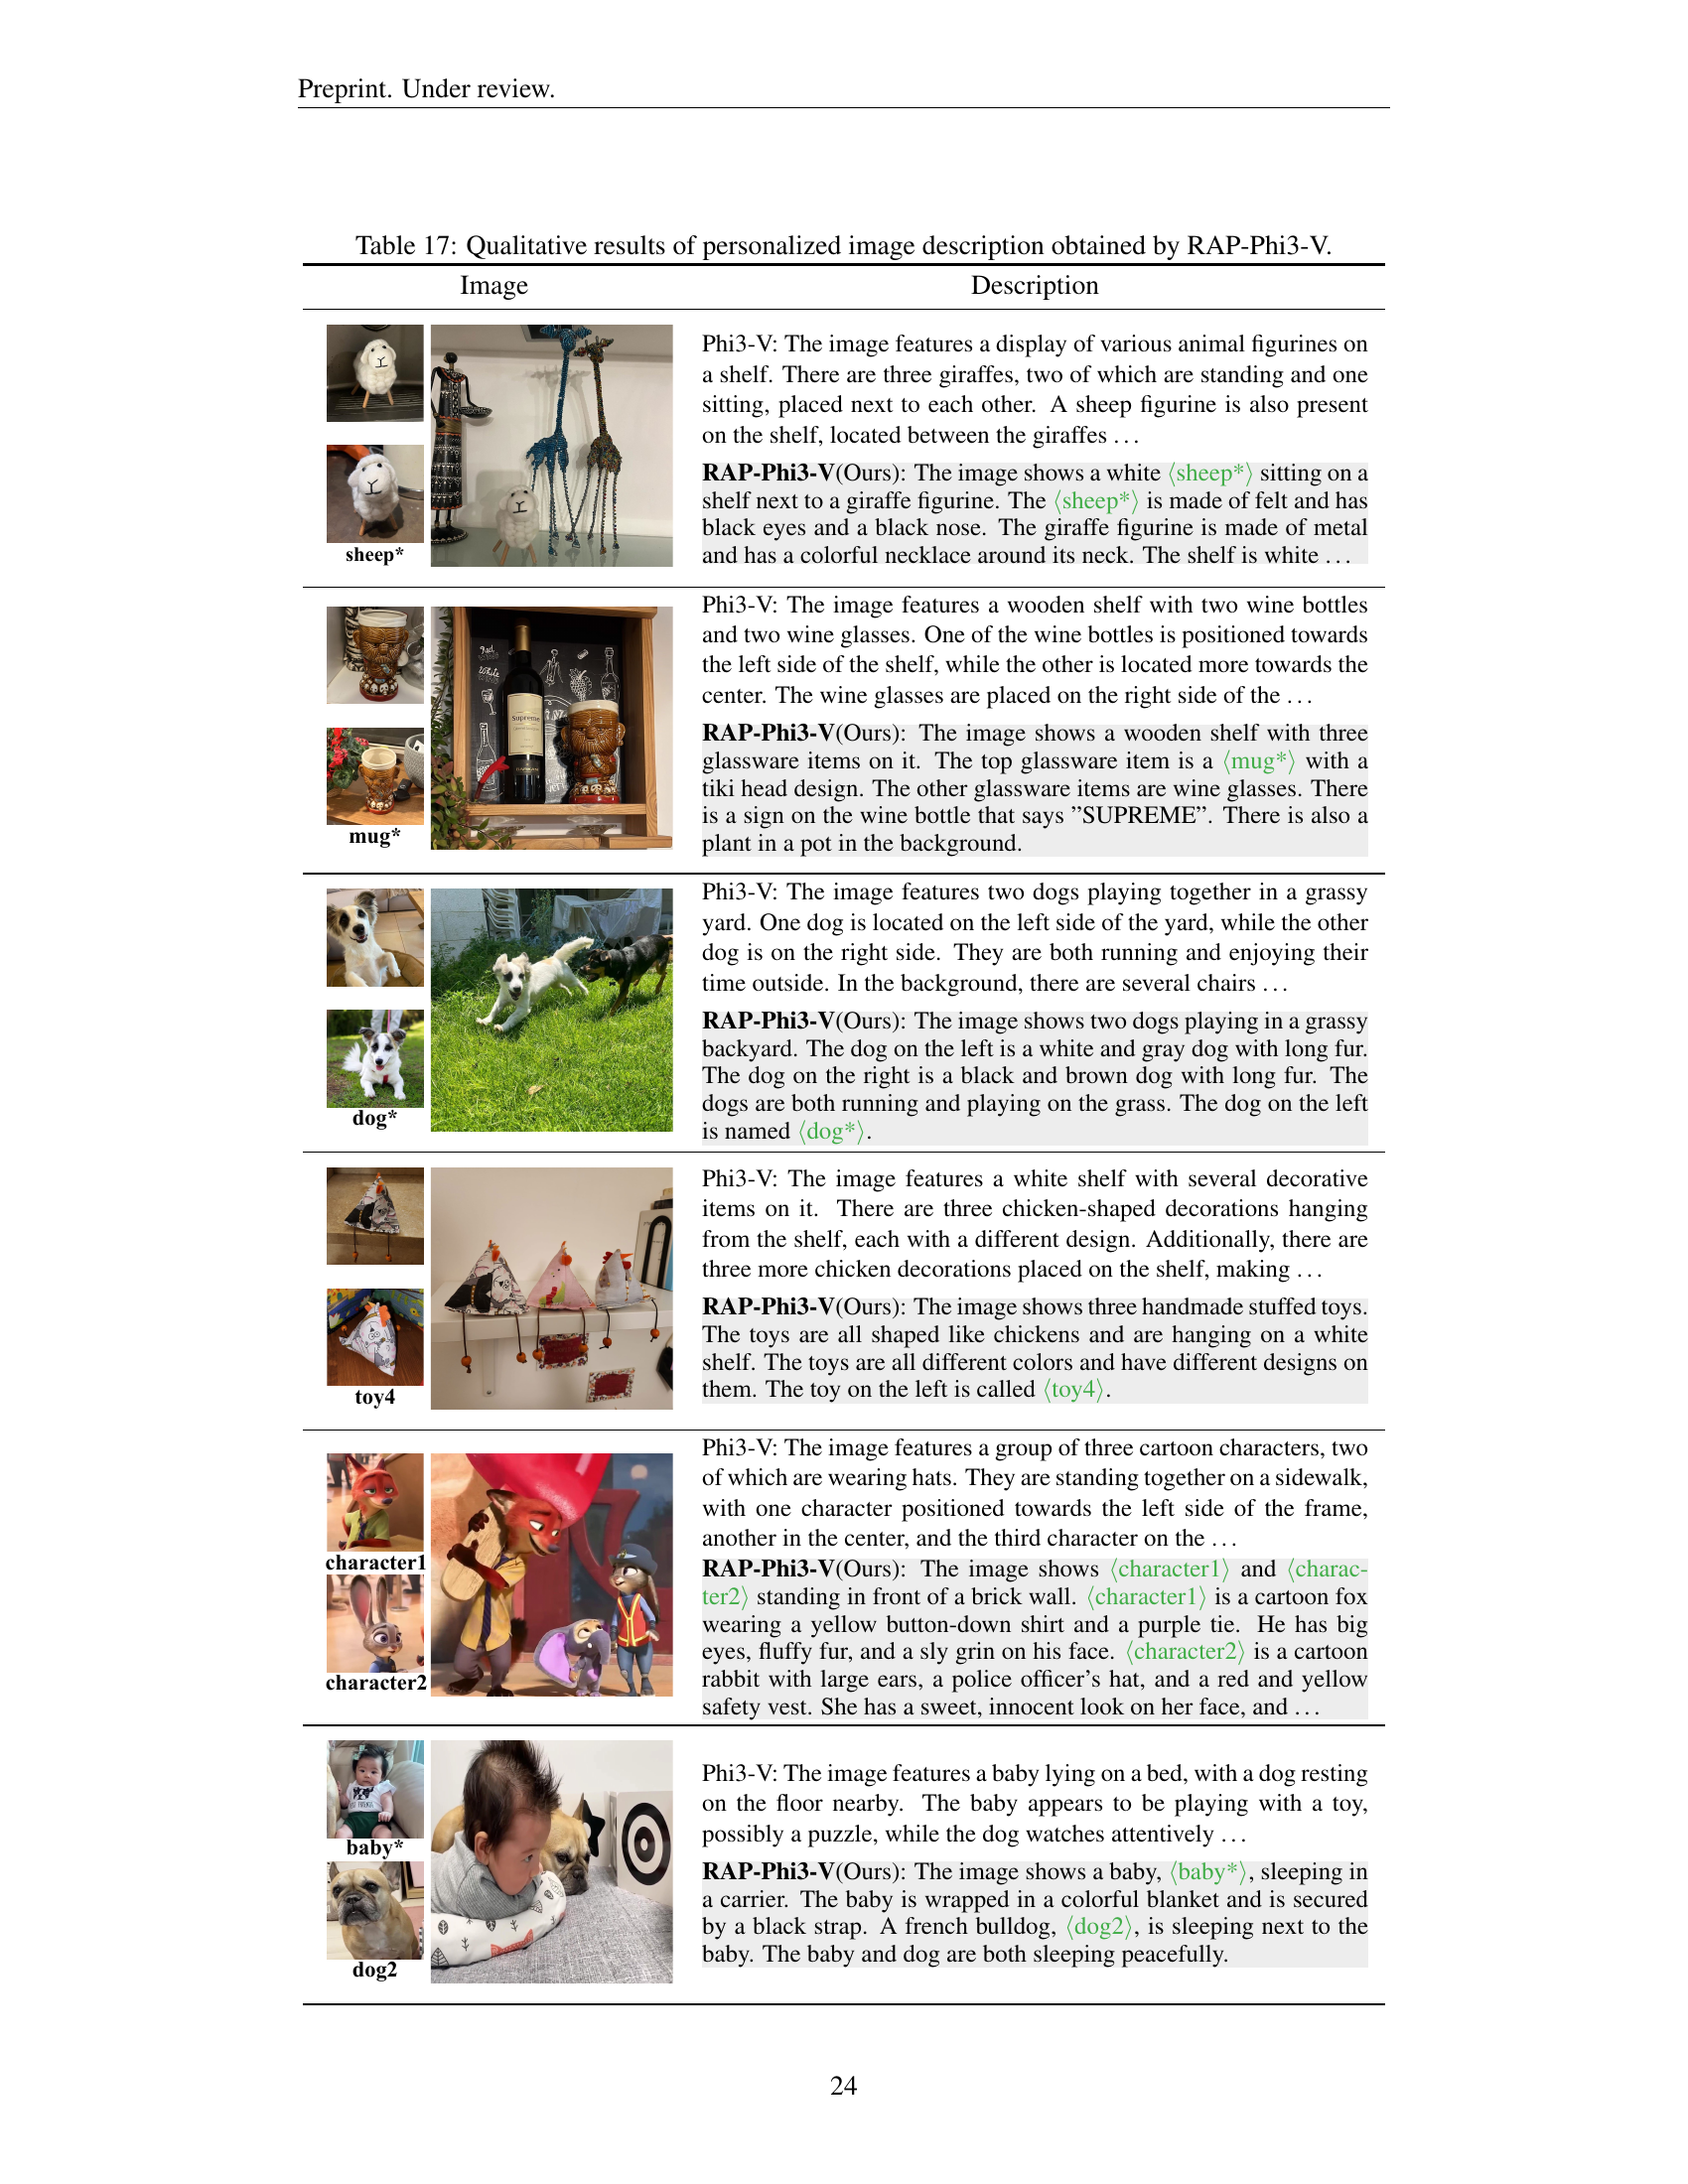 Preprint. Under review.
Table 17: Qualitative results of personalized image description obtained by RAP-Phi3-V.
Image
Description
sheep*
Phi3-V: The image features a display of various animal figurines on
a shelf. There are three giraffes, two of which are standing and one
sitting, placed next to each other. A sheep figurine is also present
on the shelf, located between the giraffes ...
RAP-Phi3-V(Ours): The image shows a white ⟨sheep*⟩ sitting on a
shelf next to a giraffe figurine. The ⟨sheep*⟩ is made of felt and has
black eyes and a black nose. The giraffe figurine is made of metal
and has a colorful necklace around its neck. The shelf is white ...
mug*
Red
White
Supreme
Phi3-V: The image features a wooden shelf with two wine bottles
and two wine glasses. One of the wine bottles is positioned towards
the left side of the shelf, while the other is located more towards the
center. The wine glasses are placed on the right side of the ...
RAP-Phi3-V(Ours): The image shows a wooden shelf with three
glassware items on it. The top glassware item is a ⟨mug*⟩ with a
tiki head design. The other glassware items are wine glasses. There
is a sign on the wine bottle that says ”SUPREME”. There is also a
plant in a pot in the background.
dog*
Phi3-V: The image features two dogs playing together in a grassy
yard. One dog is located on the left side of the yard, while the other
dog is on the right side. They are both running and enjoying their
time outside. In the background, there are several chairs ...
RAP-Phi3-V(Ours): The image shows two dogs playing in a grassy
backyard. The dog on the left is a white and gray dog with long fur.
The dog on the right is a black and brown dog with long fur. The
dogs are both running and playing on the grass. The dog on the left
is named ⟨dog*⟩.
toy4
Phi3-V: The image features a white shelf with several decorative
items on it. There are three chicken-shaped decorations hanging
from the shelf, each with a different design. Additionally, there are
three more chicken decorations placed on the shelf, making ...
RAP-Phi3-V(Ours): The image shows three handmade stuffed toys.
The toys are all shaped like chickens and are hanging on a white
shelf. The toys are all different colors and have different designs on
them. The toy on the left is called ⟨toy4⟩.
character1
character2
Phi3-V: The image features a group of three cartoon characters, two
of which are wearing hats. They are standing together on a sidewalk,
with one character positioned towards the left side of the frame,
another in the center, and the third character on the ...
RAP-Phi3-V(Ours): The image shows ⟨character1⟩ and ⟨charac-
ter2⟩ standing in front of a brick wall. ⟨character1⟩ is a cartoon fox
wearing a yellow button-down shirt and a purple tie. He has big
eyes, fluffy fur, and a sly grin on his face. ⟨character2⟩ is a cartoon
rabbit with large ears, a police officer's hat, and a red and yellow
safety vest. She has a sweet, innocent look on her face, and ...
baby*
dog2
Phi3-V: The image features a baby lying on a bed, with a dog resting
on the floor nearby. The baby appears to be playing with a toy,
possibly a puzzle, while the dog watches attentively ...
RAP-Phi3-V(Ours): The image shows a baby, ⟨baby*⟩, sleeping in
a carrier. The baby is wrapped in a colorful blanket and is secured
by a black strap. A french bulldog, ⟨dog2⟩, is sleeping next to the
baby. The baby and dog are both sleeping peacefully.
24